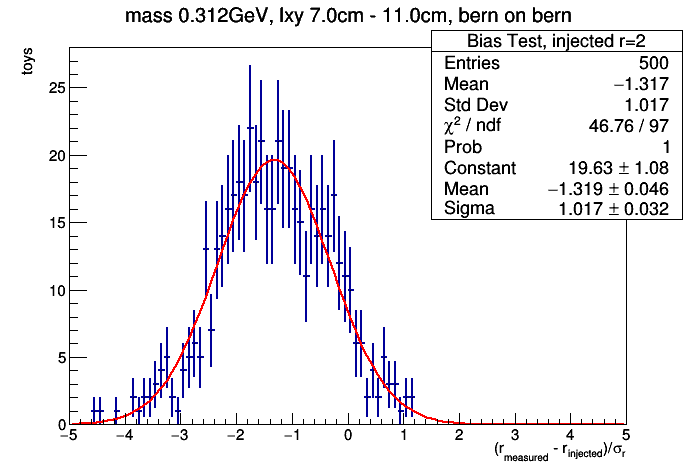 mass 0.312GeV, lxy 7.0cm - 11.0cm, bern on bern
toys
Bias Test, injected r=2
Entries 500
Mean −1.317
Std Dev 1.017
χ² / ndf 46.76 / 97
Prob 1
Constant 19.63 ± 1.08
Mean −1.319 ± 0.046
Sigma 1.017 ± 0.032
25
20
15
10
5
0
−5 −4 −3 −2 −1 0 1 2 3 4 5
(r_measured - r_injected)/σ_r